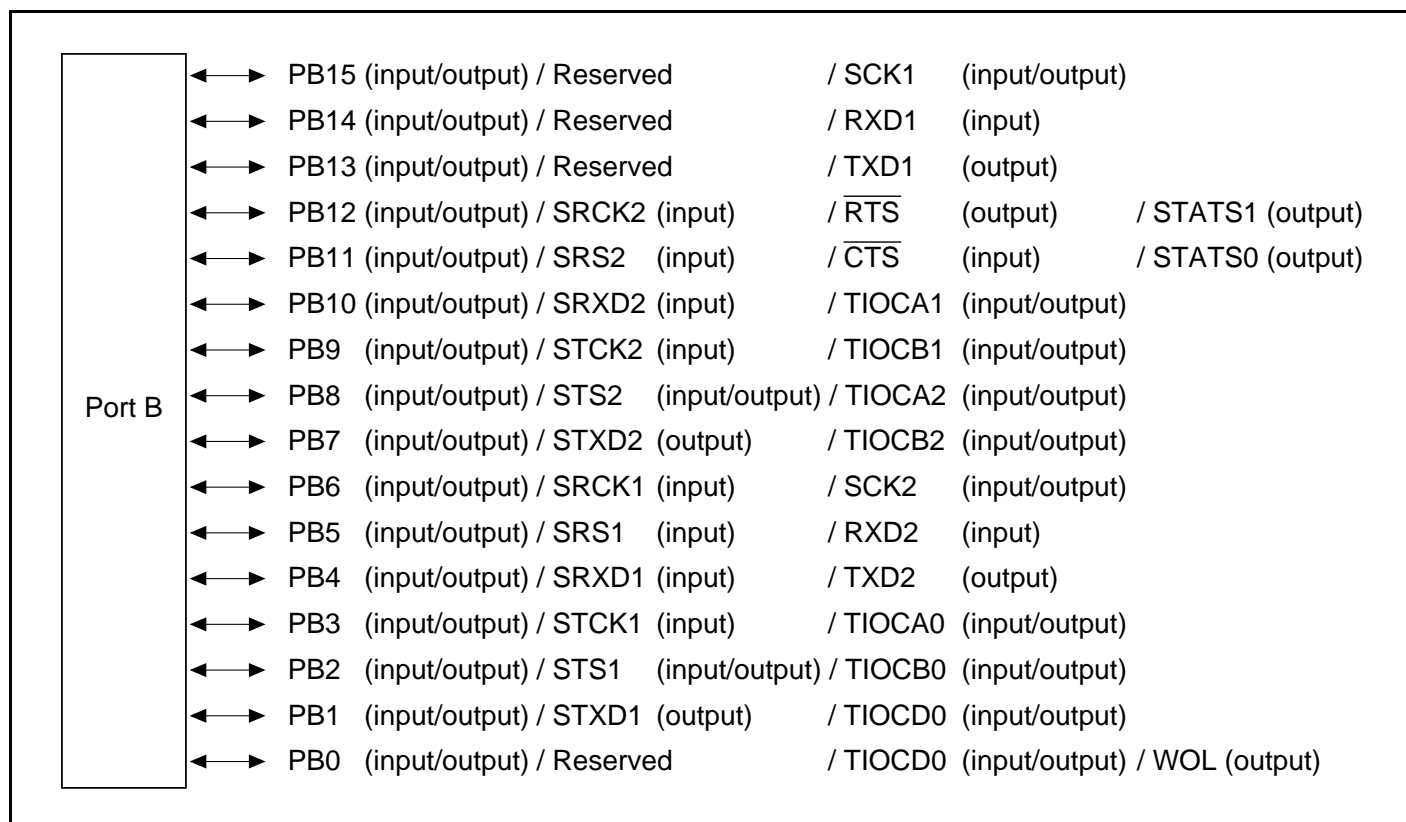 Port B
PB15 (input/output) / Reserved / SCK1 (input/output)
PB14 (input/output) / Reserved / RXD1 (input)
PB13 (input/output) / Reserved / TXD1 (output)
PB12 (input/output) / SRCK2 (input) / R̅T̅S̅ (output) / STATS1 (output)
PB11 (input/output) / SRS2 (input) / C̅T̅S̅ (input) / STATS0 (output)
PB10 (input/output) / SRXD2 (input) / TIOCA1 (input/output)
PB9 (input/output) / STCK2 (input) / TIOCB1 (input/output)
PB8 (input/output) / STS2 (input/output) / TIOCA2 (input/output)
PB7 (input/output) / STXD2 (output) / TIOCB2 (input/output)
PB6 (input/output) / SRCK1 (input) / SCK2 (input/output)
PB5 (input/output) / SRS1 (input) / RXD2 (input)
PB4 (input/output) / SRXD1 (input) / TXD2 (output)
PB3 (input/output) / STCK1 (input) / TIOCA0 (input/output)
PB2 (input/output) / STS1 (input/output) / TIOCB0 (input/output)
PB1 (input/output) / STXD1 (output) / TIOCD0 (input/output)
PB0 (input/output) / Reserved / TIOCD0 (input/output) / WOL (output)